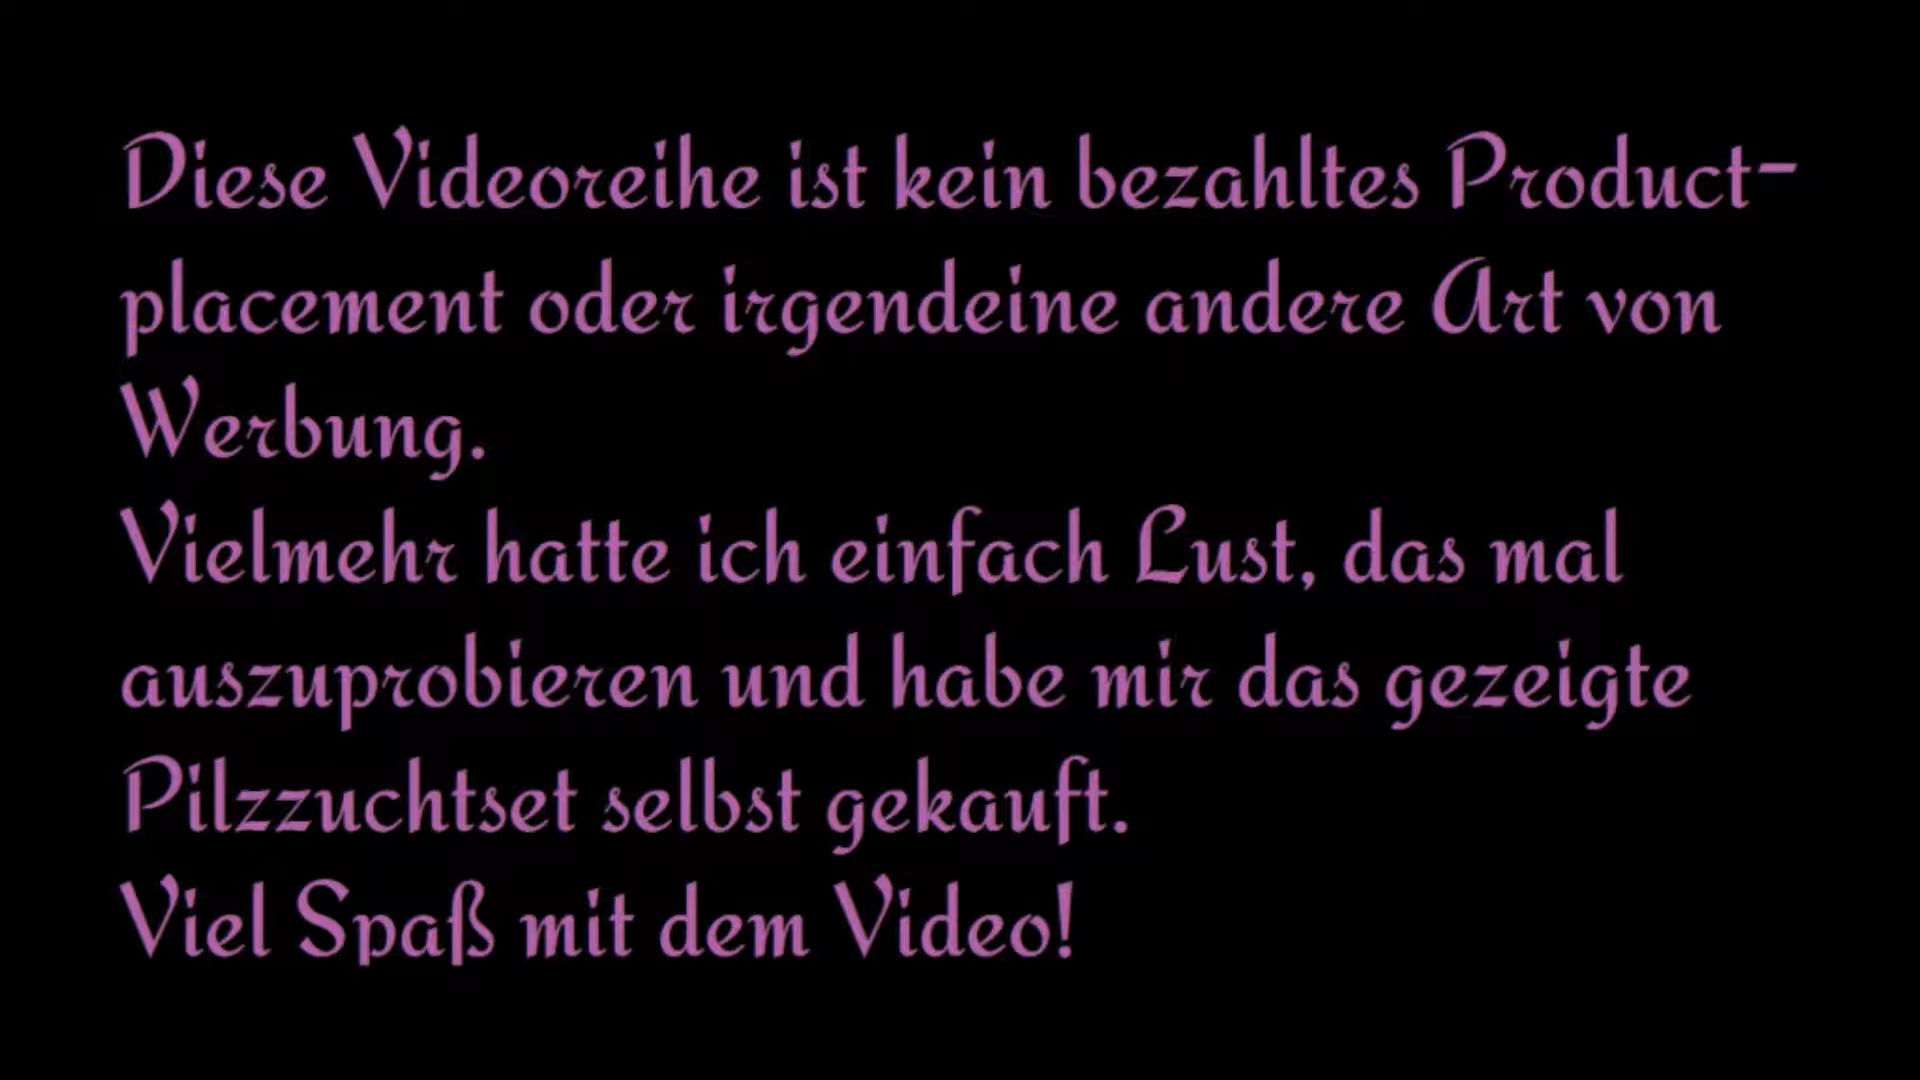 Diese Videoreihe ist kein bezahltes Product-
placement oder irgendeine andere Art von
Werbung.
Vielmehr hatte ich einfach Lust, das mal
auszuprobieren und habe mir das gezeigte
Pilzzuchtset selbst gekauft.
Viel Spaß mit dem Video!